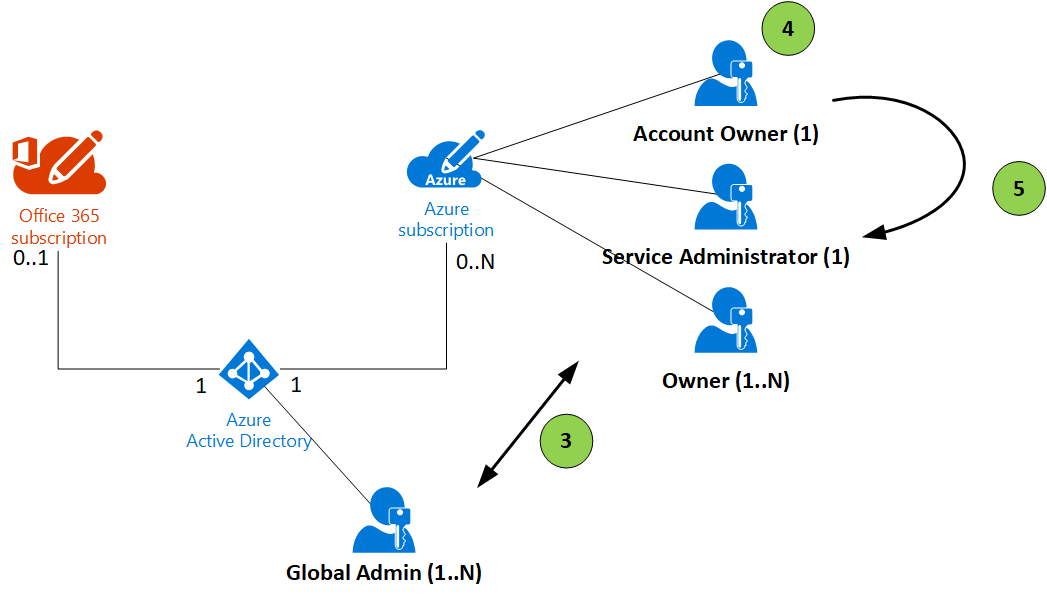 4
Account Owner (1)
Azure
5
Office 365
subscription
Azure
subscription
0..1
0..N
Service Administrator (1)
Owner (1..N)
1
1
Azure
Active Directory
3
Global Admin (1..N)